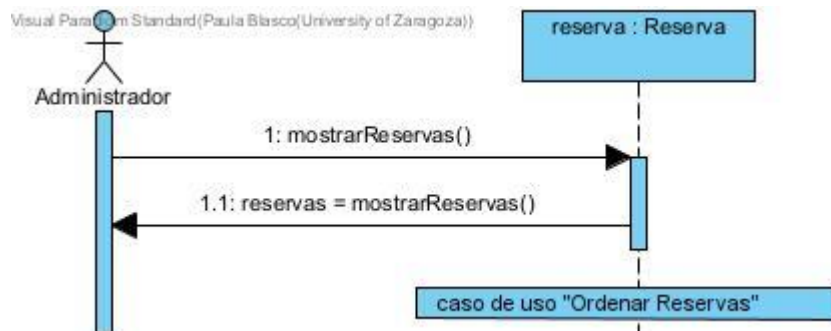 Visual Paradigm Standard(Paula Blasco(University of Zaragoza))
reserva : Reserva
Administrador
1: mostrarReservas()
1.1: reservas = mostrarReservas()
caso de uso "Ordenar Reservas"